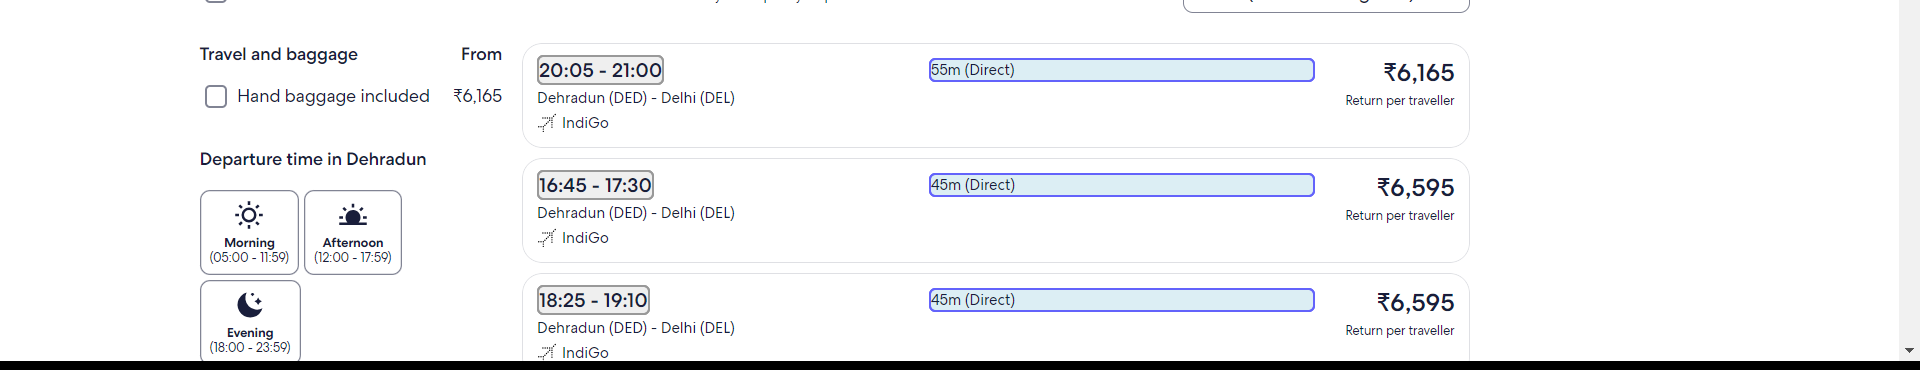 Travel and baggage From
Hand baggage included ₹6,165
Departure time in Dehradun
Morning
(05:00 - 11:59)
Afternoon
(12:00 - 17:59)
Evening
(18:00 - 23:59)
20:05 - 21:00
55m (Direct)
₹6,165
Dehradun (DED) - Delhi (DEL)
Return per traveller
IndiGo
16:45 - 17:30
45m (Direct)
₹6,595
Dehradun (DED) - Delhi (DEL)
Return per traveller
IndiGo
18:25 - 19:10
45m (Direct)
₹6,595
Dehradun (DED) - Delhi (DEL)
Return per traveller
IndiGo